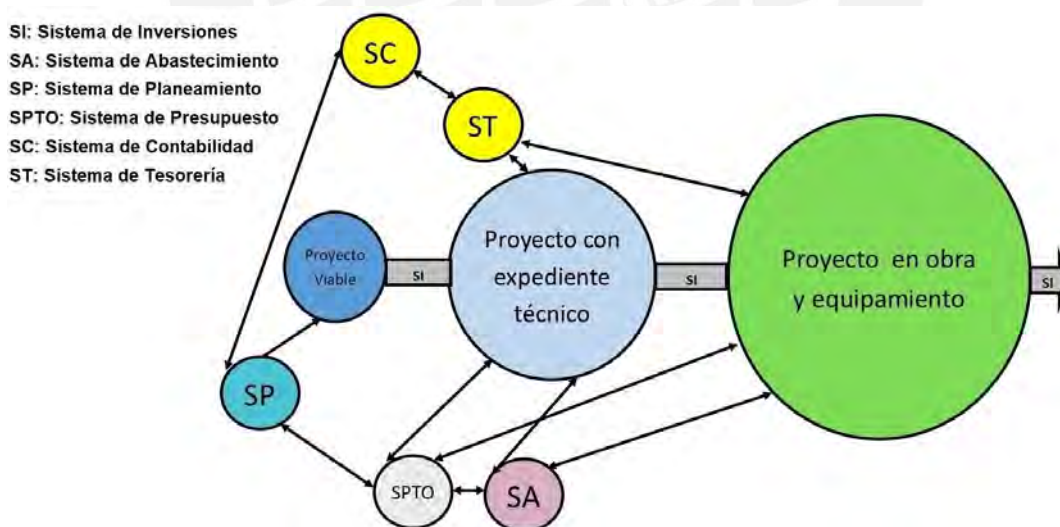 SI: Sistema de Inversiones
SA: Sistema de Abastecimiento
SP: Sistema de Planeamiento
SPTO: Sistema de Presupuesto
SC: Sistema de Contabilidad
ST: Sistema de Tesorería
SC
ST
Proyecto
Viable
SI
Proyecto con
expediente
técnico
SI
Proyecto en obra
y equipamiento
SI
SP
SPTO
SA